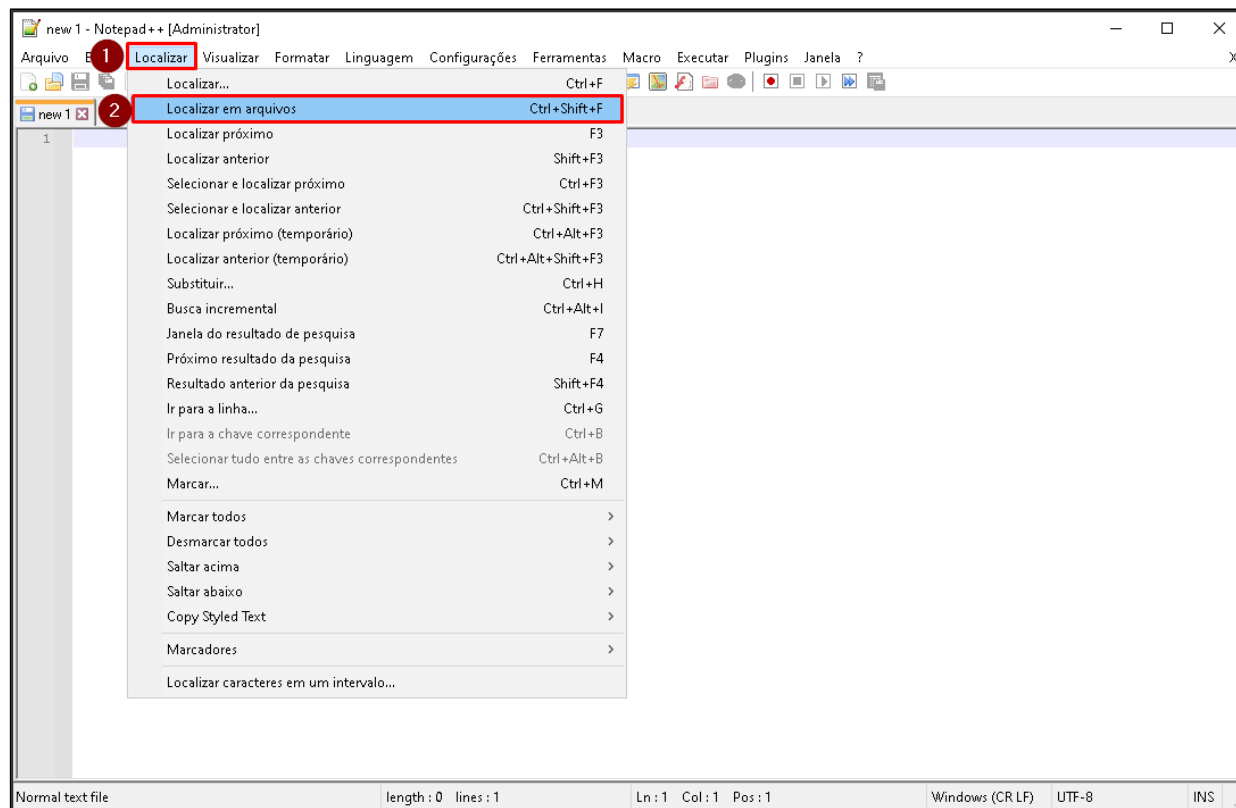 new 1 - Notepad++ [Administrator]
Arquivo E 1 Localizar Visualizar Formatar Linguagem Configurações Ferramentas Macro Executar Plugins Janela ? X
Localizar... Ctrl+F
new 1 2 Localizar em arquivos Ctrl+Shift+F
1 Localizar próximo F3
Localizar anterior Shift+F3
Selecionar e localizar próximo Ctrl+F3
Selecionar e localizar anterior Ctrl+Shift+F3
Localizar próximo (temporário) Ctrl+Alt+F3
Localizar anterior (temporário) Ctrl+Alt+Shift+F3
Substituir... Ctrl+H
Busca incremental Ctrl+Alt+I
Janela do resultado de pesquisa F7
Próximo resultado da pesquisa F4
Resultado anterior da pesquisa Shift+F4
Ir para a linha... Ctrl+G
Ir para a chave correspondente Ctrl+B
Selecionar tudo entre as chaves correspondentes Ctrl+Alt+B
Marcar... Ctrl+M
Marcar todos
Desmarcar todos
Saltar acima
Saltar abaixo
Copy Styled Text
Marcadores
Localizar caracteres em um intervalo...
Normal text file length : 0 lines : 1 Ln : 1 Col : 1 Pos : 1 Windows (CR LF) UTF-8 INS